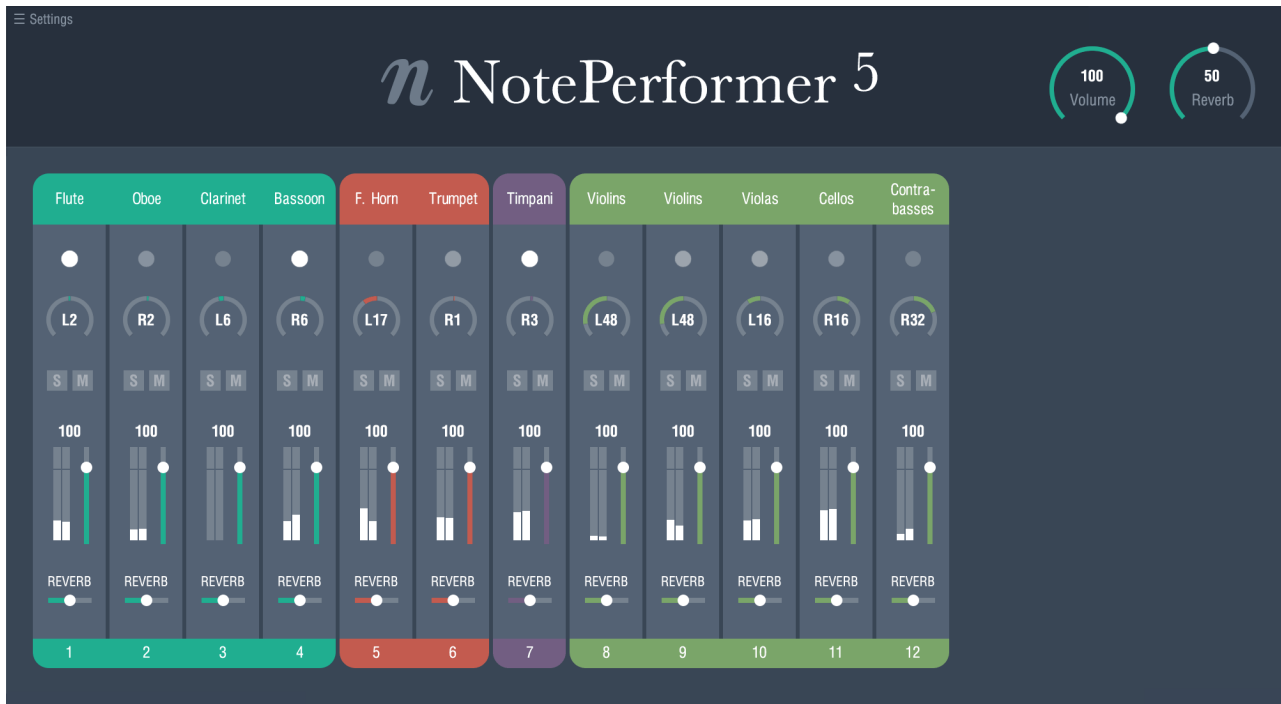 ☰ Settings
n NotePerformer 5
100
Volume
50
Reverb
Flute Oboe Clarinet Bassoon F. Horn Trumpet Timpani Violins Violins Violas Cellos Contra-
basses
L2 R2 L6 R6 L17 R1 R3 L48 L48 L16 R16 R32
S M S M S M S M S M S M S M S M S M S M S M S M
100 100 100 100 100 100 100 100 100 100 100 100
REVERB REVERB REVERB REVERB REVERB REVERB REVERB REVERB REVERB REVERB REVERB REVERB
1 2 3 4 5 6 7 8 9 10 11 12